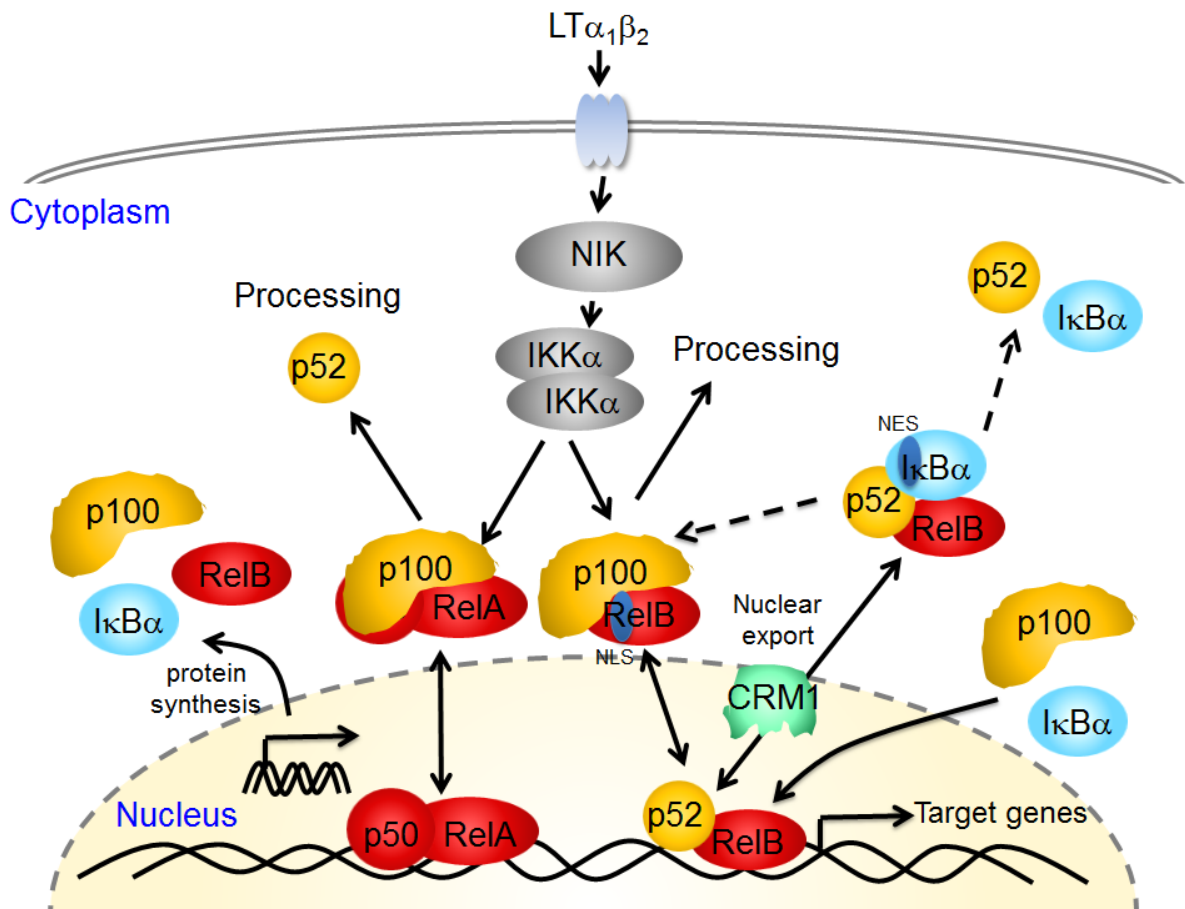 LTα₁β₂
Cytoplasm
NIK
Processing
p52
IKKα
IKKα
Processing
p52
IκBα
NES
IκBα
p52
RelB
p100
RelB
IκBα
protein
synthesis
p100
RelA
p100
RelB
NLS
Nuclear
export
CRM1
p100
IκBα
Nucleus
p50
RelA
p52
RelB
Target genes